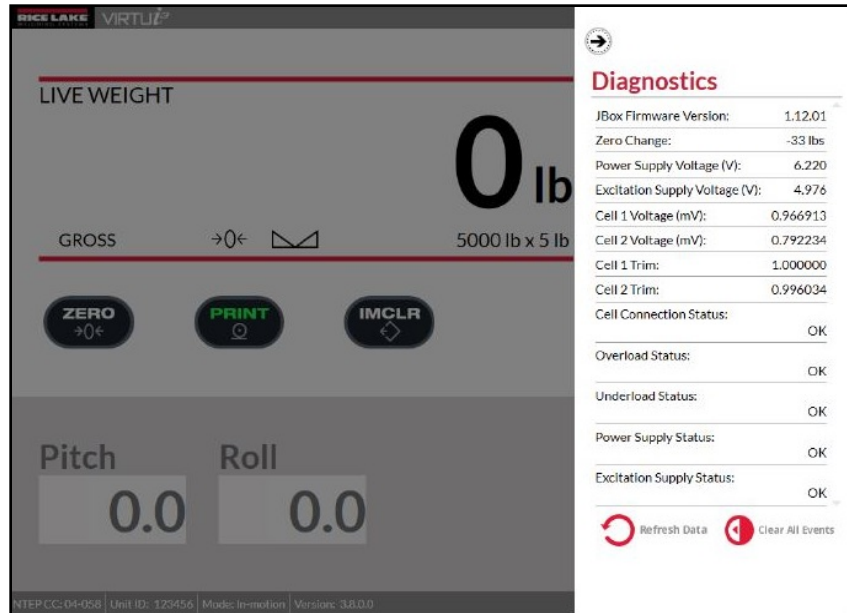 RICE LAKE VIRTUi³
WEIGHING SYSTEMS
LIVE WEIGHT
0 lb
GROSS →0← 5000 lb x 5 lb
ZERO
→0←
PRINT
IMCLR
Pitch Roll
0.0 0.0
NTEP CC: 04-058 Unit ID: 123456 Mode: In-motion Version: 3.8.0.0
Diagnostics
JBox Firmware Version: 1.12.01
Zero Change: -33 lbs
Power Supply Voltage (V): 6.220
Excitation Supply Voltage (V): 4.976
Cell 1 Voltage (mV): 0.966913
Cell 2 Voltage (mV): 0.792234
Cell 1 Trim: 1.000000
Cell 2 Trim: 0.996034
Cell Connection Status:
OK
Overload Status:
OK
Underload Status:
OK
Power Supply Status:
OK
Excitation Supply Status:
OK
Refresh Data Clear All Events